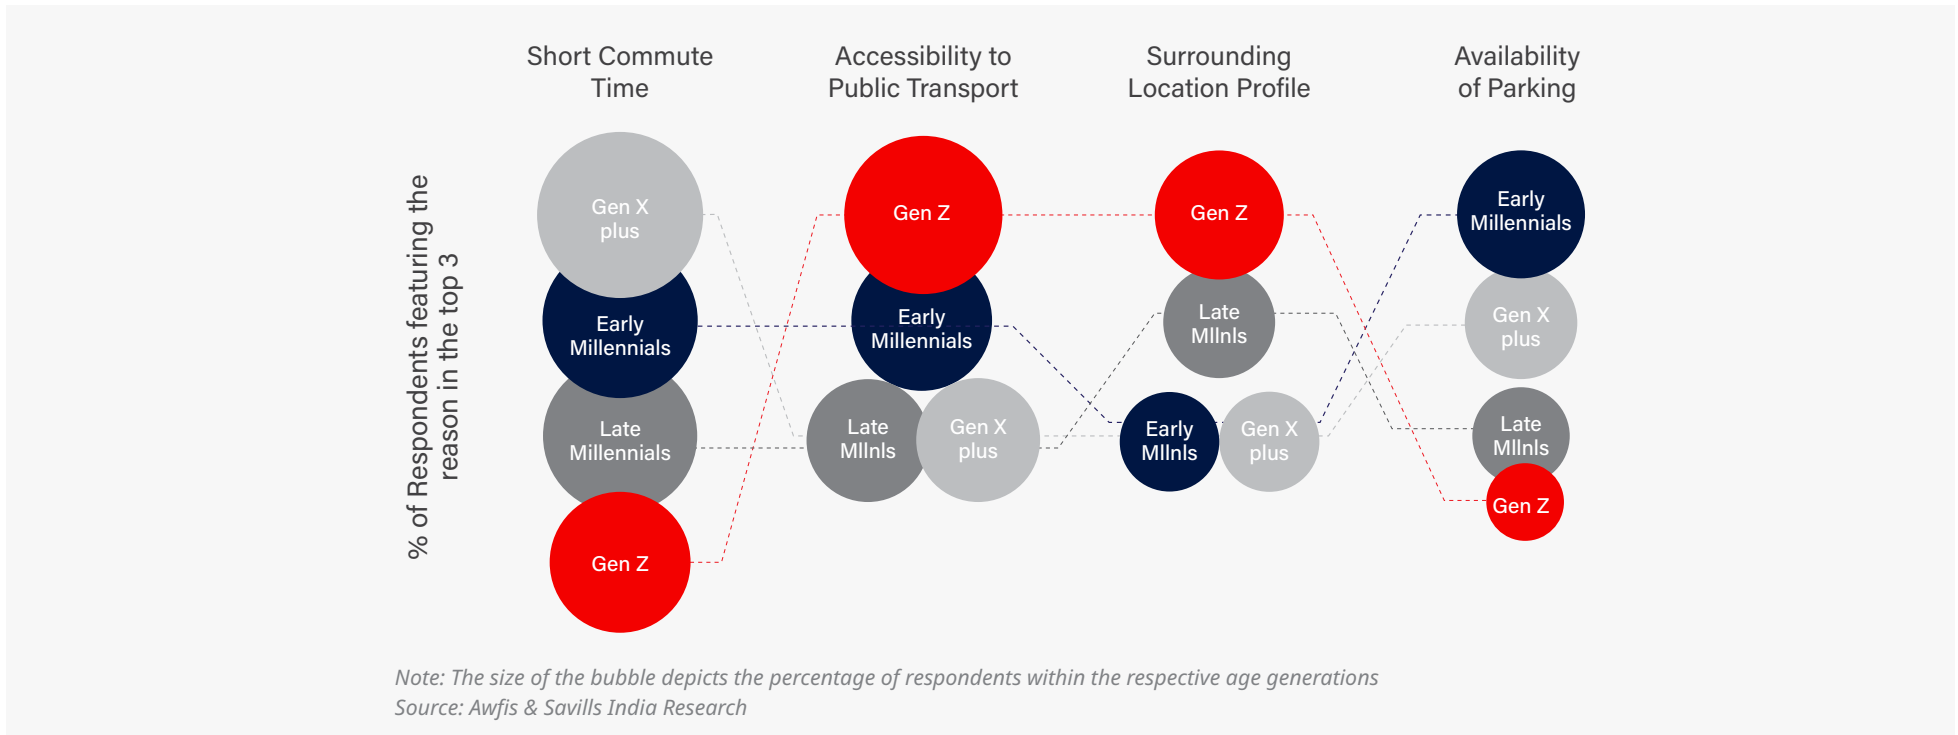 Short Commute
Time
Accessibility to
Public Transport
Surrounding
Location Profile
Availability
of Parking
% of Respondents featuring the
reason in the top 3
Gen X
plus
Early
Millennials
Late
Millennials
Gen Z
Gen Z
Early
Millennials
Late
Mllnls
Gen X
plus
Gen Z
Late
Mllnls
Early
Mllnls
Gen X
plus
Early
Millennials
Gen X
plus
Late
Mllnls
Gen Z
Note: The size of the bubble depicts the percentage of respondents within the respective age generations
Source: Awfis & Savills India Research